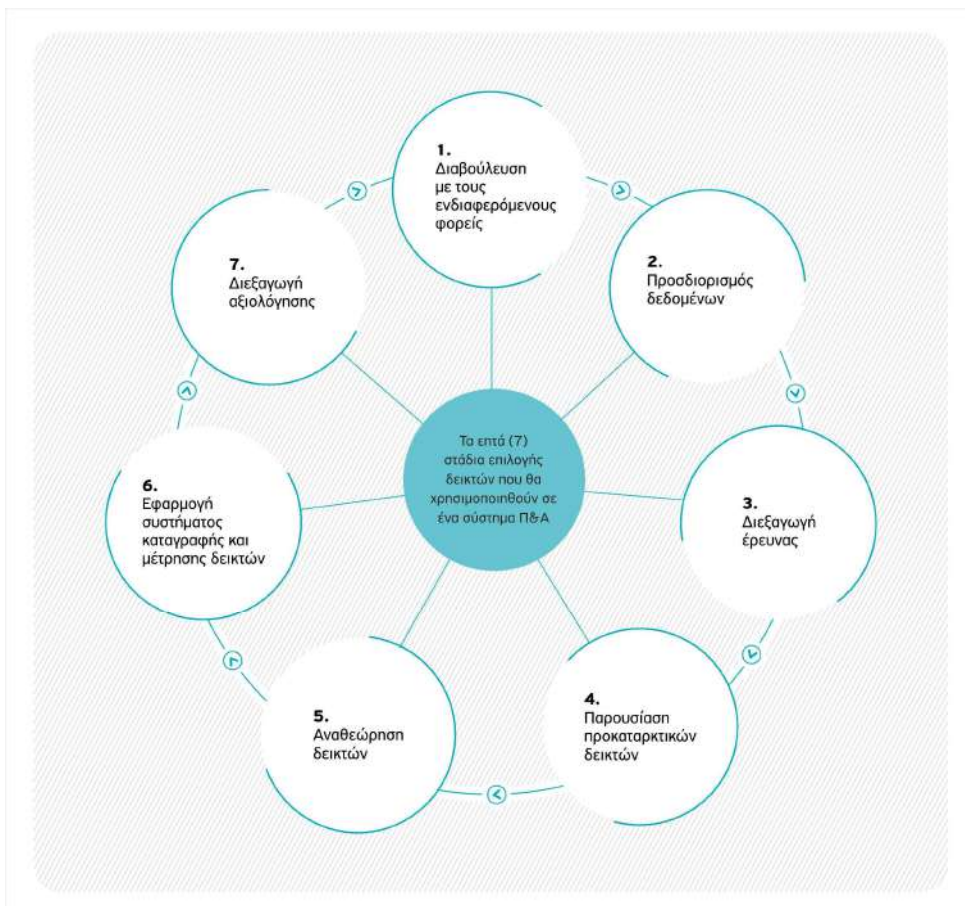 1.
Διαβούλευση
με τους
ενδιαφερόμενους
φορείς
2.
Προσδιορισμός
δεδομένων
3.
Διεξαγωγή
έρευνας
4.
Παρουσίαση
προκαταρκτικών
δεικτών
5.
Αναθεώρηση
δεικτών
6.
Εφαρμογή
συστήματος
καταγραφής και
μέτρησης δεικτών
7.
Διεξαγωγή
αξιολόγησης
Τα επτά (7)
στάδια επιλογής
δεικτών που θα
χρησιμοποιηθούν σε
ένα σύστημα Π&Α